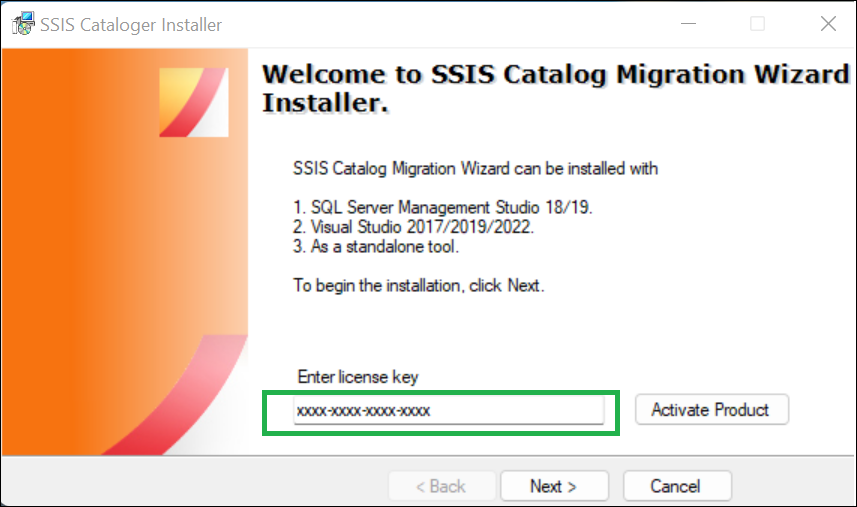 SSIS Cataloger Installer
Welcome to SSIS Catalog Migration Wizard
Installer.
SSIS Catalog Migration Wizard can be installed with
1. SQL Server Management Studio 18/19.
2. Visual Studio 2017/2019/2022.
3. As a standalone tool.
To begin the installation, click Next.
Enter license key
xxxx-xxxx-xxxx-xxxx
Activate Product
< Back
Next >
Cancel